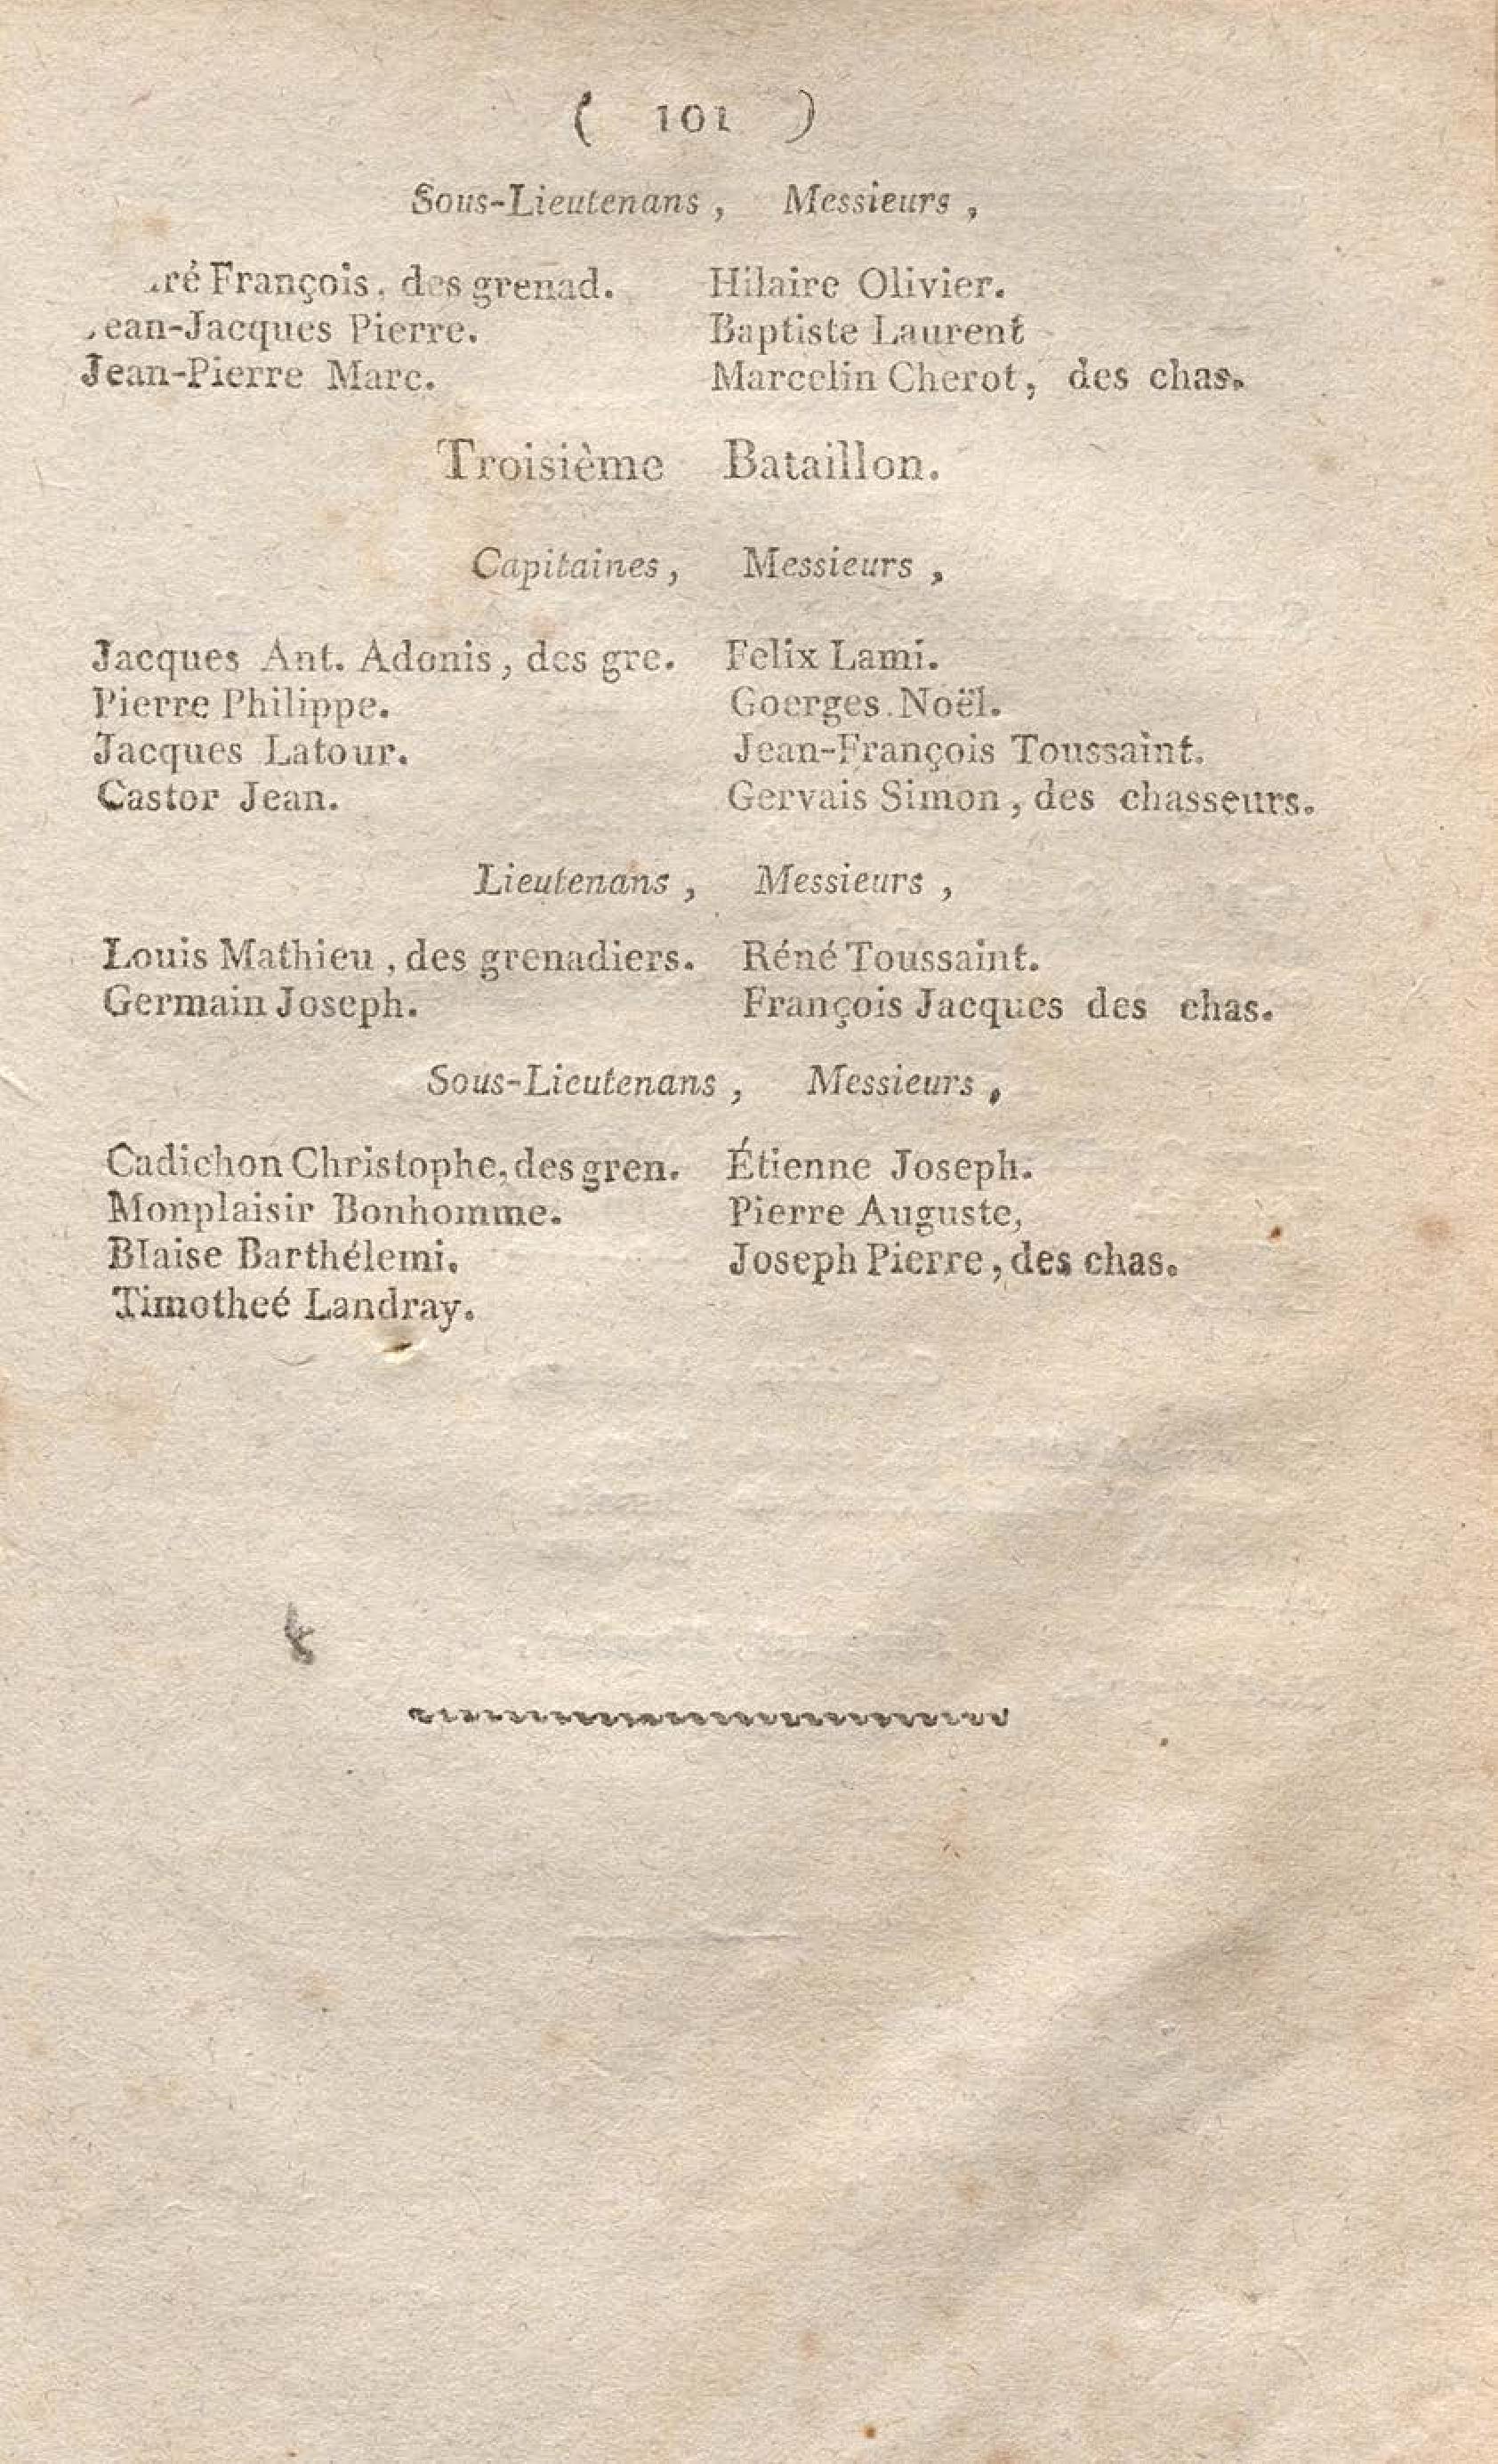 ( 101 )
Sous-Lieutenans, Messieurs,
François, des grenad. Hilaire Olivier.
Jean-Jacques Pierre. Baptiste Laurent
Jean-Pierre Marc. Marcelin Cherot, des chas.
Troisième Bataillon.
Capitaines, Messieurs,
Jacques Ant. Adonis, des gre. Felix Lami.
Pierre Philippe. Goerges Noël.
Jacques Latour. Jean-François Toussaint.
Castor Jean. Gervais Simon, des chasseurs.
Lieutenans, Messieurs,
Louis Mathieu, des grenadiers. Réné Toussaint.
Germain Joseph. François Jacques des chas.
Sous-Lieutenans, Messieurs,
Cadichon Christophe, des gren. Étienne Joseph.
Monplaisir Bonhomme. Pierre Auguste,
Blaise Barthélemi. Joseph Pierre, des chas.
Timotheé Landray.